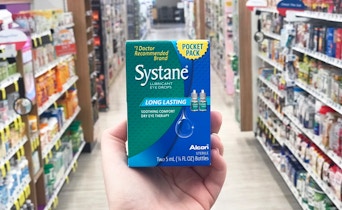 #1 Doctor
Recommended
Brand
POCKET
PACK
Systane®
LUBRICANT
EYE DROPS
LONG LASTING
SOOTHING COMFORT
DRY EYE THERAPY
Alcon
STERILE
Two 5 mL (⅙ FL OZ) Bottles